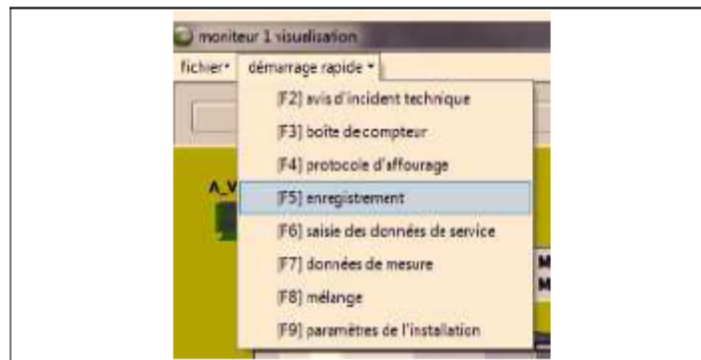 moniteur 1 visualisation
fichier démarrage rapide
[F2] avis d'incident technique
[F3] boîte de compteur
[F4] protocole d'affourage
A_V
[F5] enregistrement
[F6] saisie des données de service
[F7] données de mesure
M
[F8] mélange
M
[F9] paramètres de l'installation